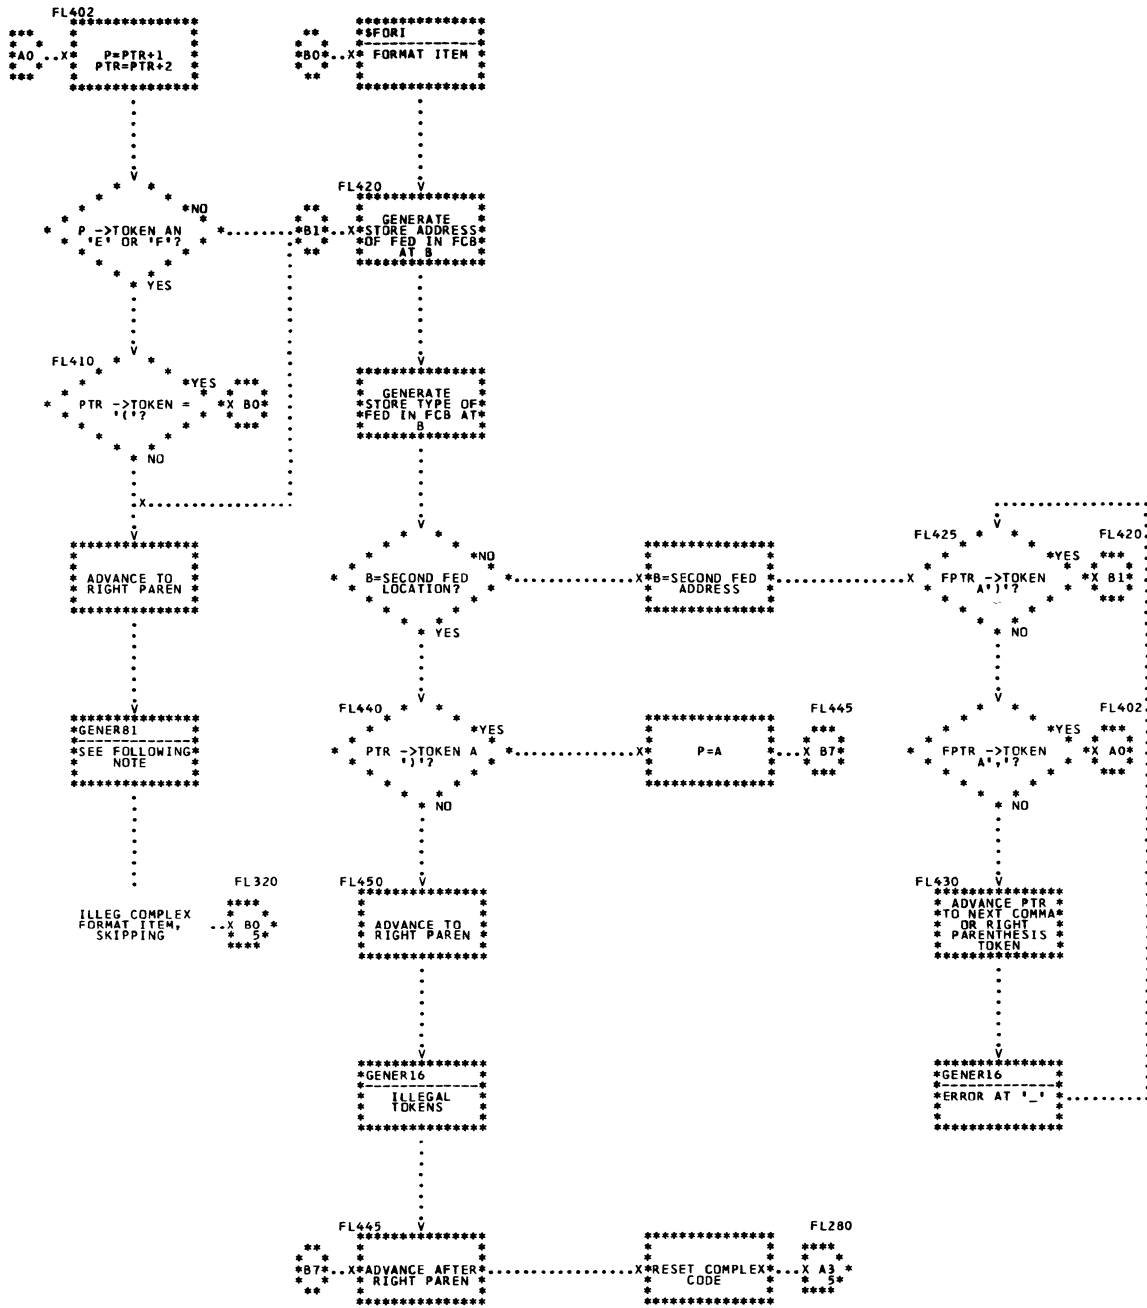 FL402
A0
P=PTR+1
PTR=PTR+2
B0
$FORI
FORMAT ITEM
P ->TOKEN AN
'E' OR 'F'?
NO
YES
FL420
B1
GENERATE
STORE ADDRESS
OF FED IN FCB
AT B
FL410
PTR ->TOKEN =
'('?
YES
X B0
NO
GENERATE
STORE TYPE OF
FED IN FCB AT
B
ADVANCE TO
RIGHT PAREN
B=SECOND FED
LOCATION?
NO
YES
B=SECOND FED
ADDRESS
FL425
FPTR ->TOKEN
A')'?
YES
FL420
X B1
NO
GENER81
SEE FOLLOWING
NOTE
FL440
PTR ->TOKEN A
')'?
YES
NO
P=A
FL445
X B7
FPTR ->TOKEN
A','?
YES
FL402
X A0
NO
ILLEG COMPLEX
FORMAT ITEM,
SKIPPING
FL320
X B0
5
FL450
ADVANCE TO
RIGHT PAREN
FL430
ADVANCE PTR
TO NEXT COMMA
OR RIGHT
PARENTHESIS
TOKEN
GENER16
ILLEGAL
TOKENS
GENER16
ERROR AT '_'
FL445
B7
ADVANCE AFTER
RIGHT PAREN
RESET COMPLEX
CODE
FL280
X A3
5